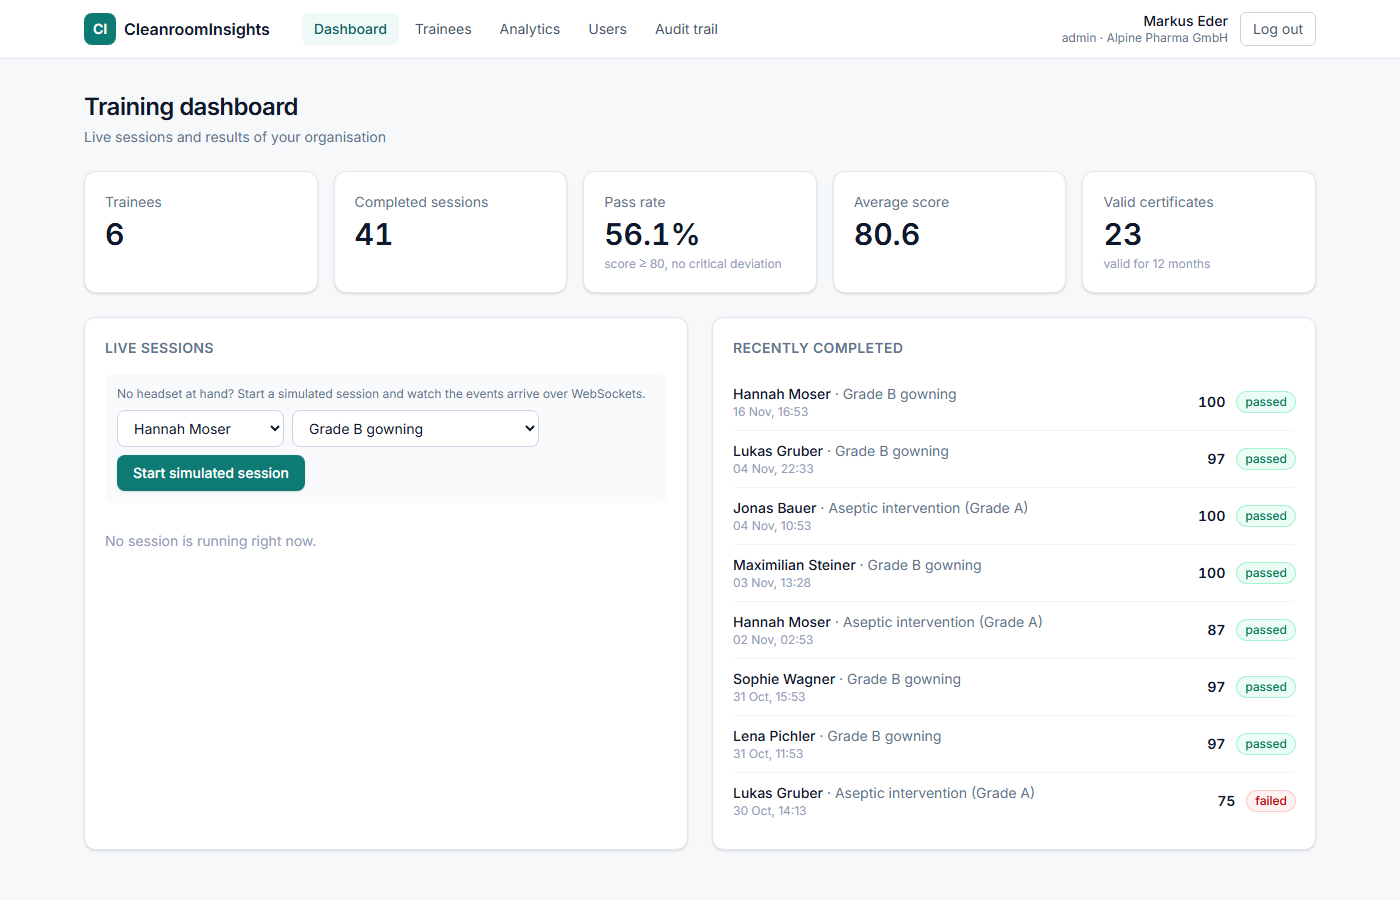 CI CleanroomInsights Dashboard Trainees Analytics Users Audit trail
Markus Eder
admin · Alpine Pharma GmbH
Log out
Training dashboard
Live sessions and results of your organisation
Trainees
6
Completed sessions
41
Pass rate
56.1%
score ≥ 80, no critical deviation
Average score
80.6
Valid certificates
23
valid for 12 months
LIVE SESSIONS
No headset at hand? Start a simulated session and watch the events arrive over WebSockets.
Hannah Moser Grade B gowning
Start simulated session
No session is running right now.
RECENTLY COMPLETED
Hannah Moser · Grade B gowning
16 Nov, 16:53
100 passed
Lukas Gruber · Grade B gowning
04 Nov, 22:33
97 passed
Jonas Bauer · Aseptic intervention (Grade A)
04 Nov, 10:53
100 passed
Maximilian Steiner · Grade B gowning
03 Nov, 13:28
100 passed
Hannah Moser · Aseptic intervention (Grade A)
02 Nov, 02:53
87 passed
Sophie Wagner · Grade B gowning
31 Oct, 15:53
97 passed
Lena Pichler · Grade B gowning
31 Oct, 11:53
97 passed
Lukas Gruber · Aseptic intervention (Grade A)
30 Oct, 14:13
75 failed